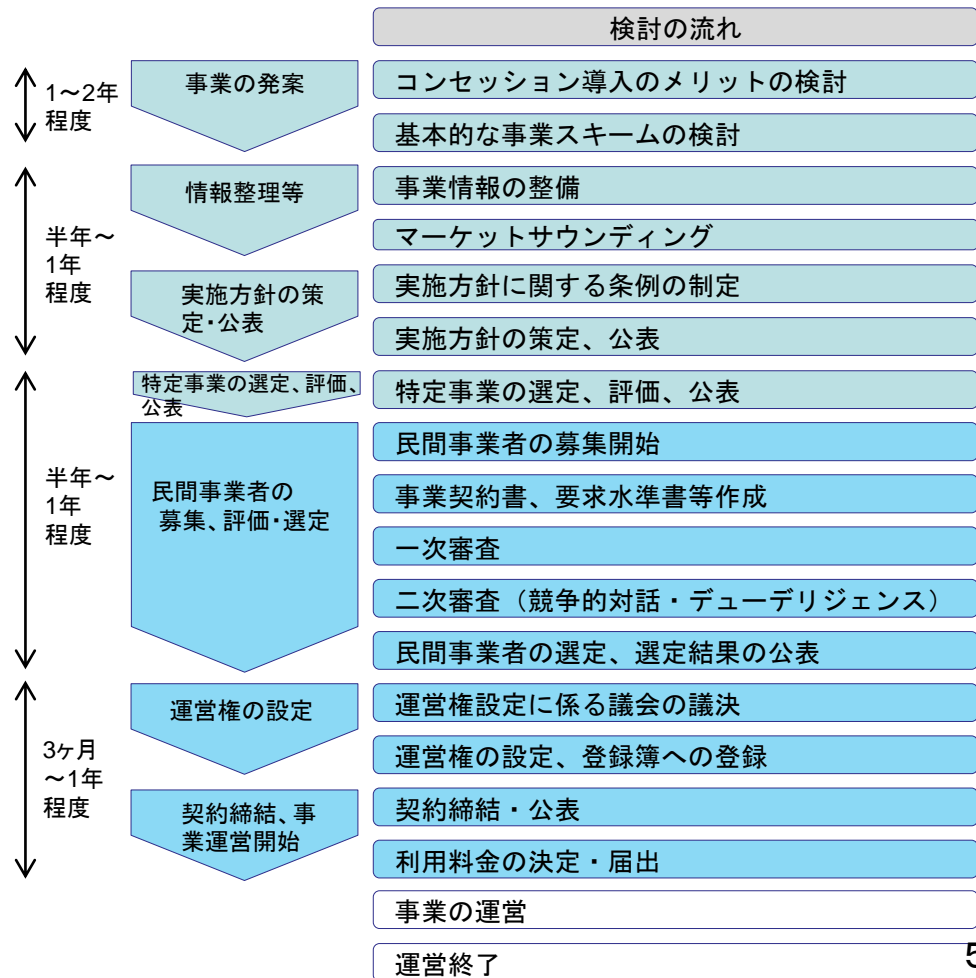 検討の流れ
1～2年
程度
事業の発案
コンセッション導入のメリットの検討
基本的な事業スキームの検討
半年～
1年
程度
情報整理等
事業情報の整備
マーケットサウンディング
実施方針の策
定・公表
実施方針に関する条例の制定
実施方針の策定、公表
半年～
1年
程度
特定事業の選定、評価、
公表
特定事業の選定、評価、公表
民間事業者の
募集、評価・選定
民間事業者の募集開始
事業契約書、要求水準書等作成
一次審査
二次審査（競争的対話・デューデリジェンス）
民間事業者の選定、選定結果の公表
3ヶ月
～1年
程度
運営権の設定
運営権設定に係る議会の議決
運営権の設定、登録簿への登録
契約締結、事
業運営開始
契約締結・公表
利用料金の決定・届出
事業の運営
運営終了
5